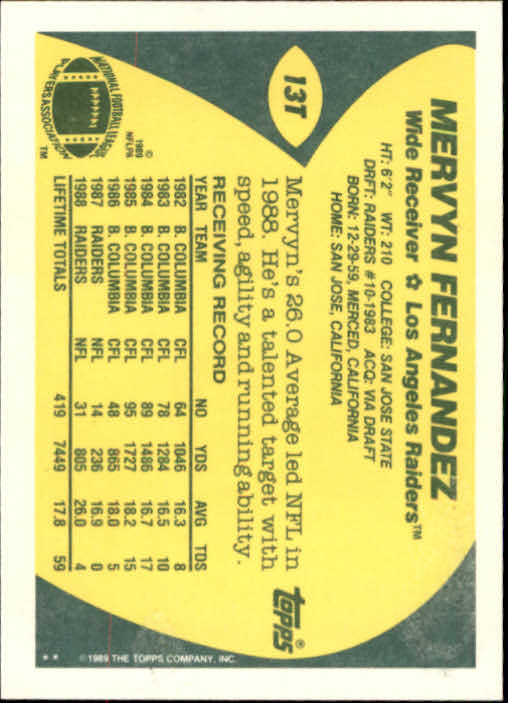 13T
MERVYN FERNANDEZ
Wide Receiver ✪ Los Angeles Raiders™
HT: 6'2" WT: 210 COLLEGE: SAN JOSE STATE
DRFT: RAIDERS #10-1983 ACQ: VIA DRAFT
BORN: 12-29-59, MERCED, CALIFORNIA
HOME: SAN JOSE, CALIFORNIA
Mervyn's 26.0 Average led NFL in
1988. He's a talented target with
speed, agility and running ability.
topps®
RECEIVING RECORD
YEAR TEAM NO YDS AVG TDS
1982 B. COLUMBIA CFL 64 1046 16.3 8
1983 B. COLUMBIA CFL 78 1284 16.5 10
1984 B. COLUMBIA CFL 89 1486 16.7 17
1985 B. COLUMBIA CFL 95 1727 18.2 15
1986 B. COLUMBIA CFL 48 865 18.0 5
1987 RAIDERS NFL 14 236 16.9 0
1988 RAIDERS NFL 31 805 26.0 4
LIFETIME TOTALS 419 7449 17.8 59
NATIONAL FOOTBALL LEAGUE
PLAYERS ASSOCIATION
™
©
1989
NFLPA
** ©1989 THE TOPPS COMPANY, INC.